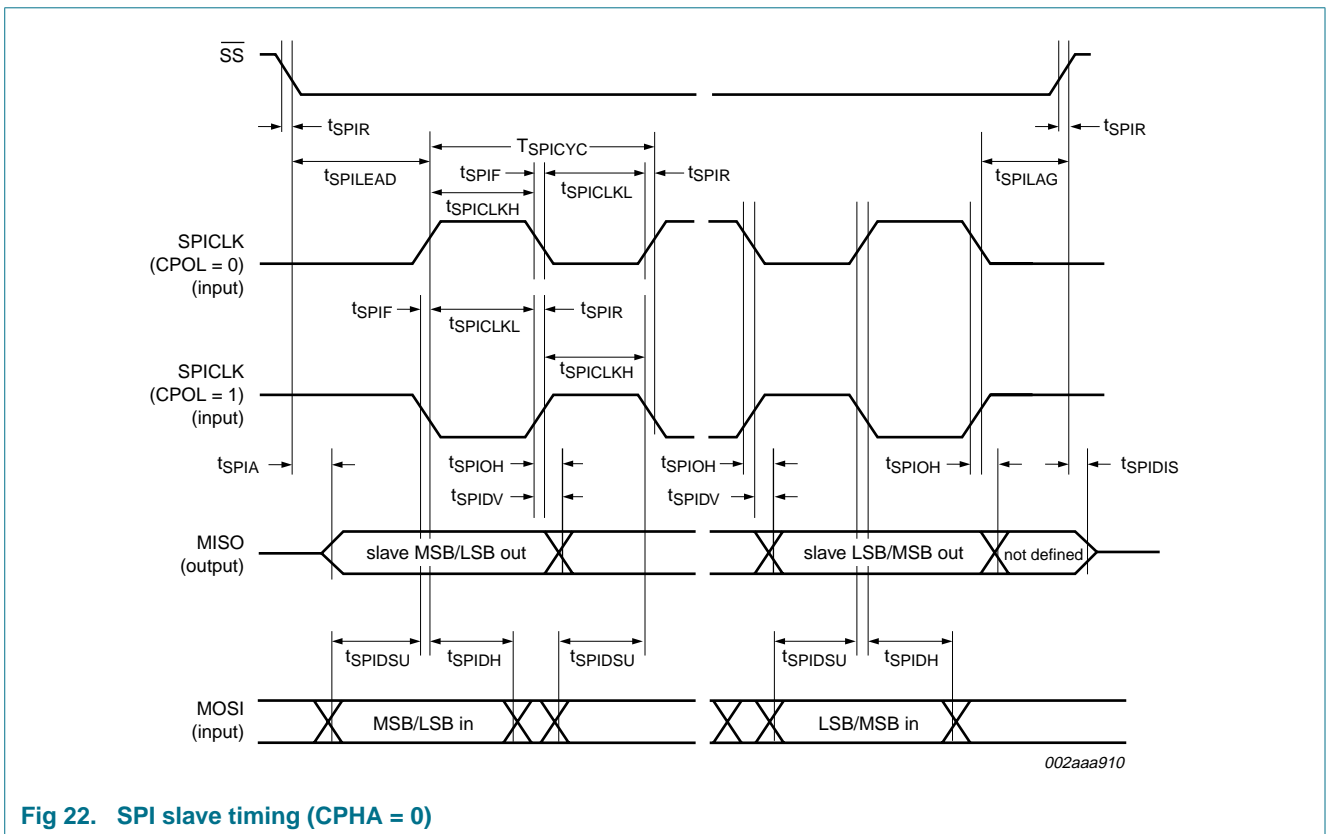 SS
tSPIR
tSPIR
TSPICYC
tSPILEAD
tSPIF
tSPICLKL
tSPIR
tSPILAG
tSPICLKH
SPICLK
(CPOL = 0)
(input)
tSPIF
tSPICLKL
tSPIR
tSPICLKH
SPICLK
(CPOL = 1)
(input)
tSPIA
tSPIOH
tSPIOH
tSPIOH
tSPIDIS
tSPIDV
tSPIDV
MISO
(output)
slave MSB/LSB out
slave LSB/MSB out
not defined
tSPIDSU
tSPIDH
tSPIDSU
tSPIDSU
tSPIDH
MOSI
(input)
MSB/LSB in
LSB/MSB in
002aaa910
Fig 22. SPI slave timing (CPHA = 0)